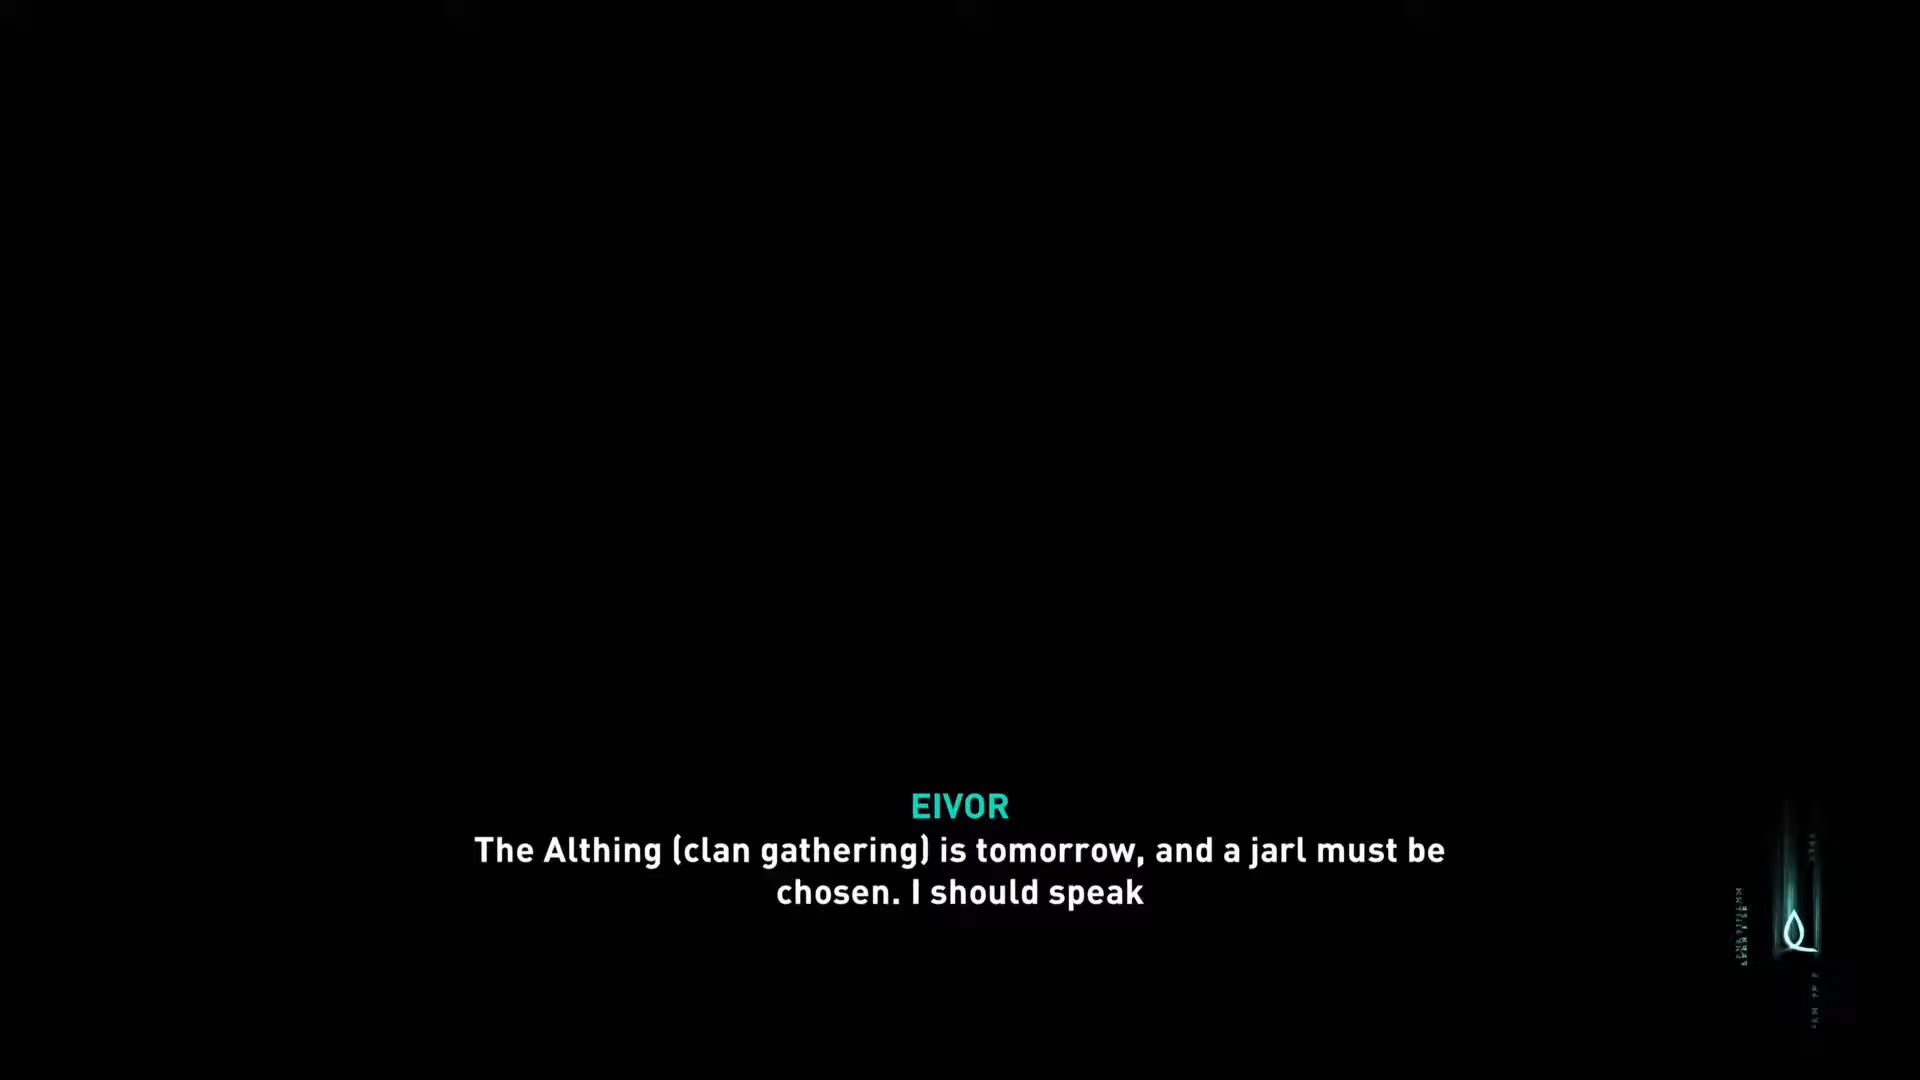 EIVOR
The Althing (clan gathering) is tomorrow, and a jarl must be
chosen. I should speak